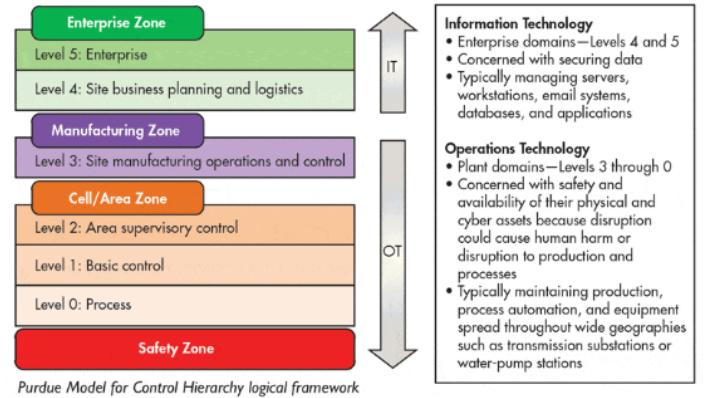 Enterprise Zone
Level 5: Enterprise
Level 4: Site business planning and logistics
Manufacturing Zone
Level 3: Site manufacturing operations and control
Cell/Area Zone
Level 2: Area supervisory control
Level 1: Basic control
Level 0: Process
Safety Zone
IT
OT
Information Technology
• Enterprise domains—Levels 4 and 5
• Concerned with securing data
• Typically managing servers,
workstations, email systems,
databases, and applications
Operations Technology
• Plant domains—Levels 3 through 0
• Concerned with safety and
availability of their physical and
cyber assets because disruption
could cause human harm or
disruption to production and
processes
• Typically maintaining production,
process automation, and equipment
spread throughout wide geographies
such as transmission substations or
water-pump stations
Purdue Model for Control Hierarchy logical framework